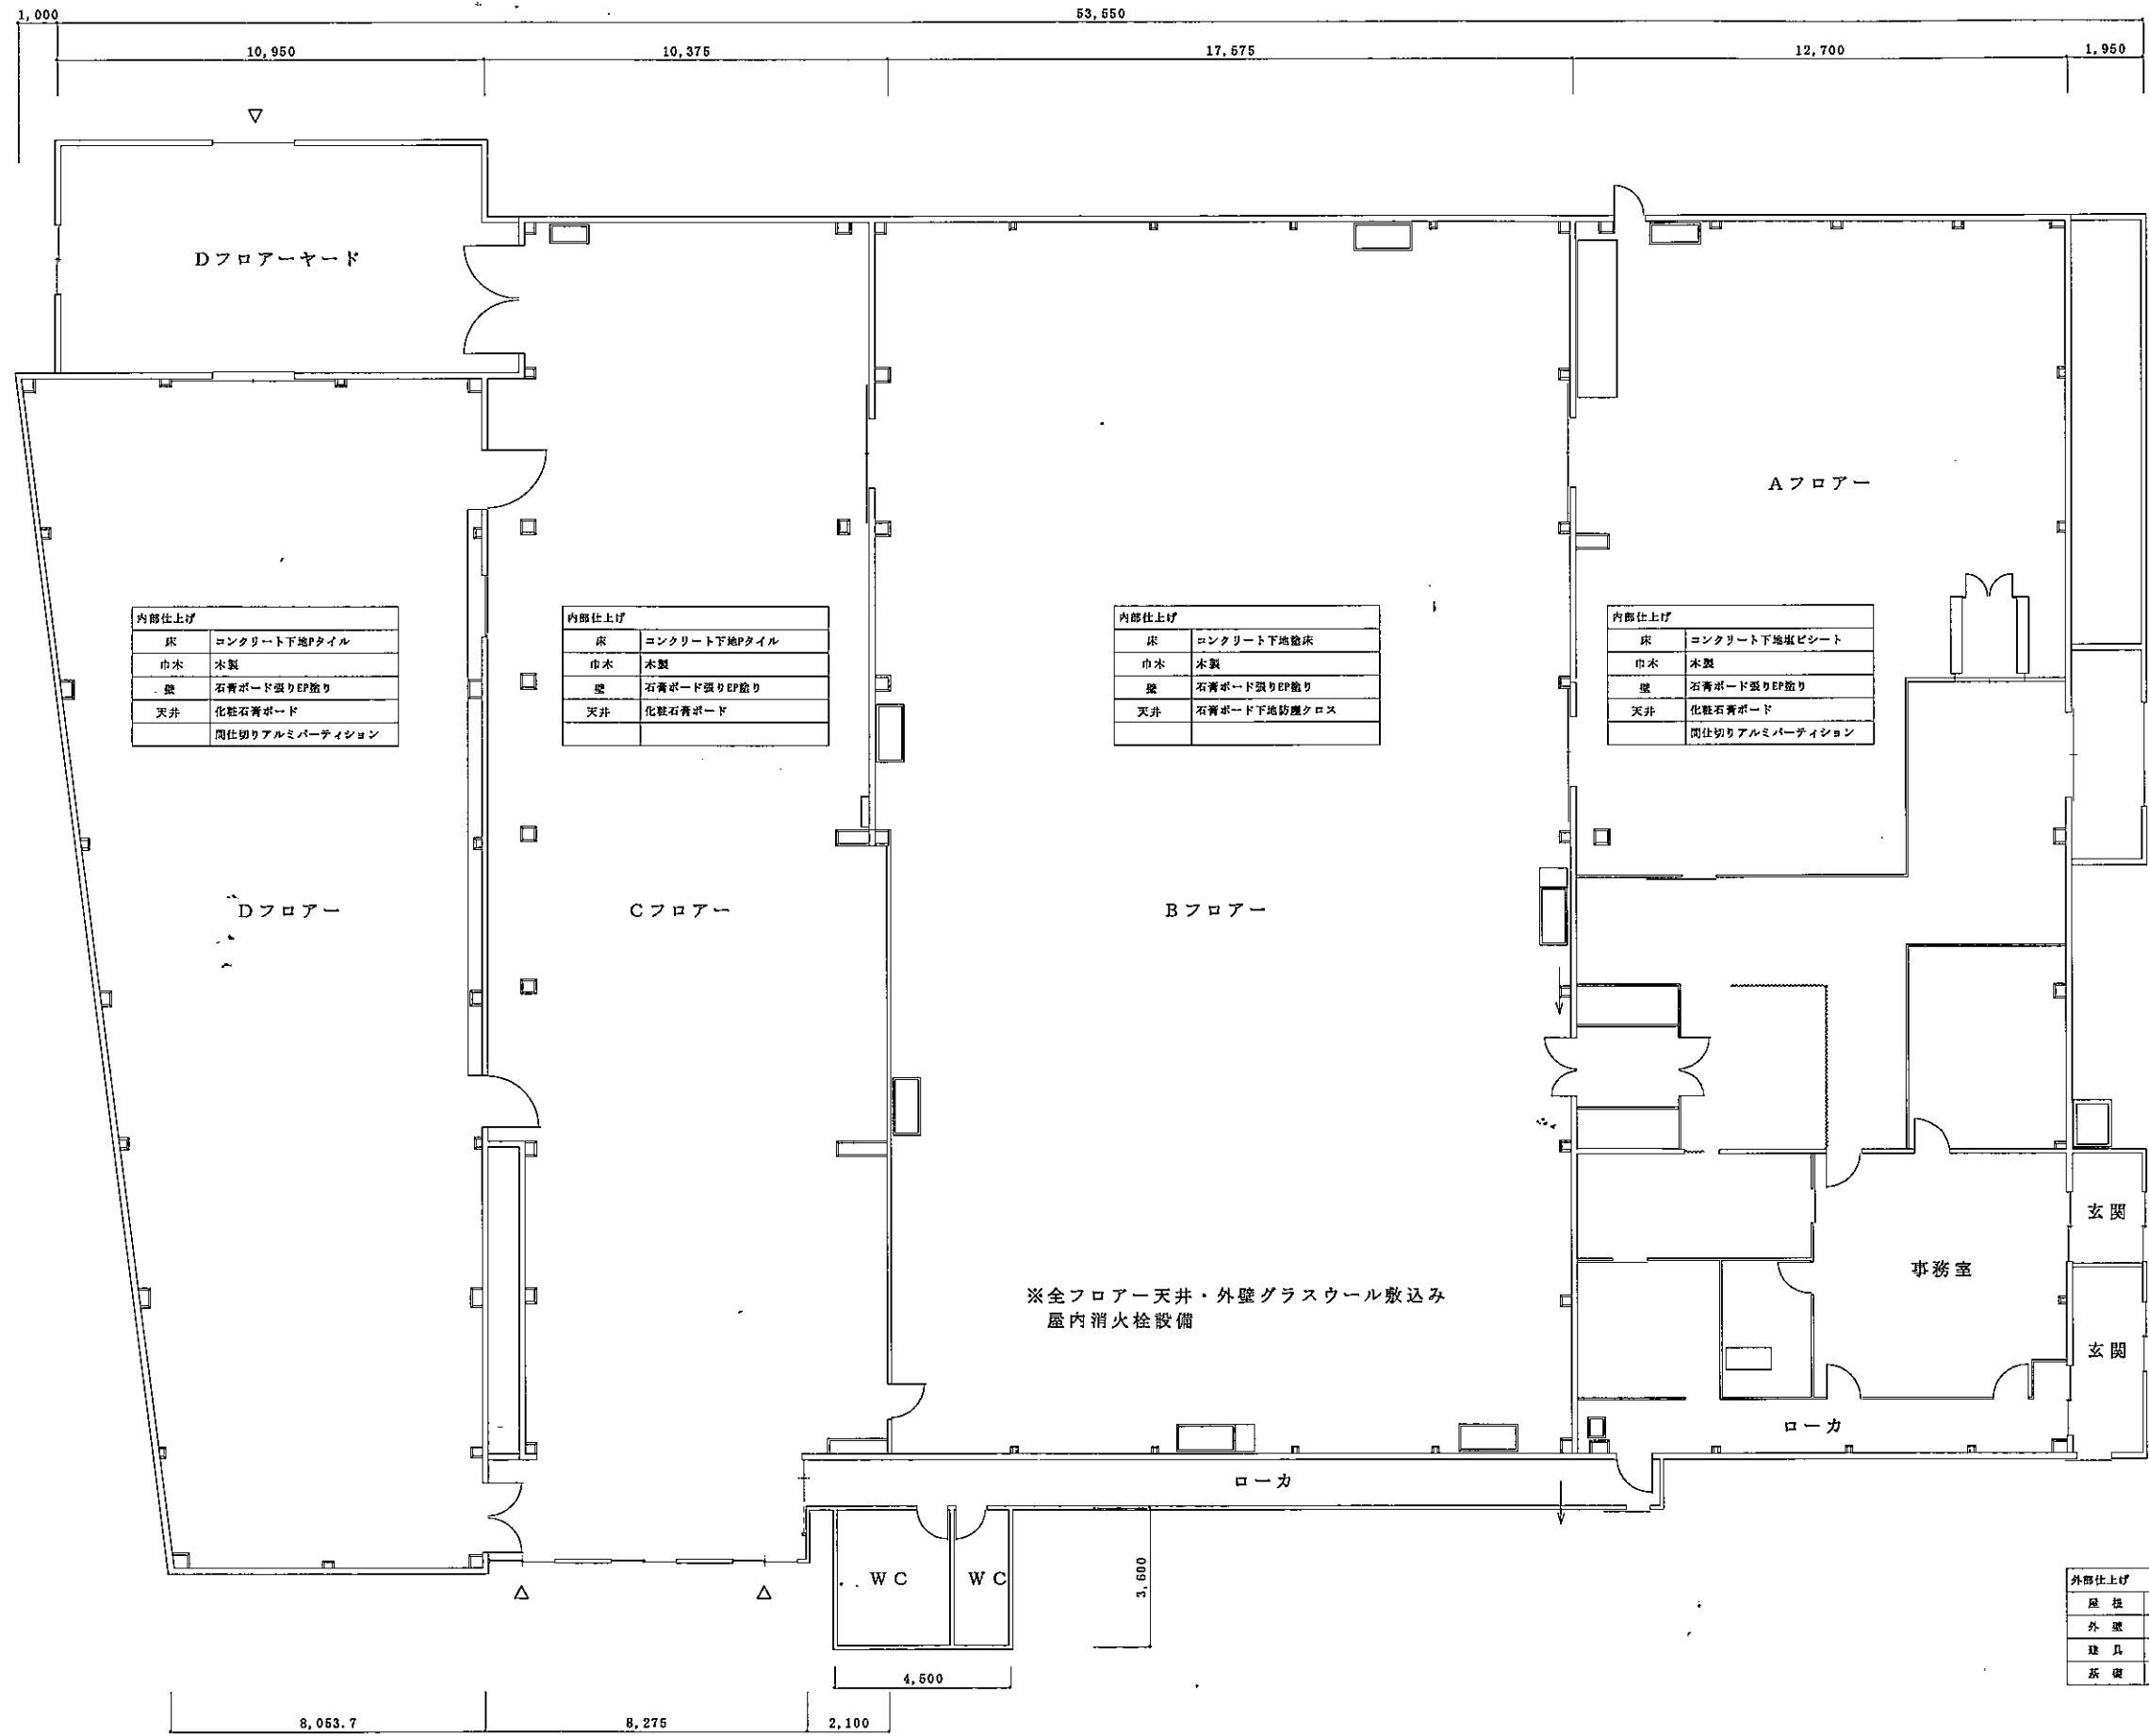 1,000
53,550
10,950
10,375
17,575
12,700
1,950
▽
Dフロアーヤード
Aフロアー
内部仕上げ
床 コンクリート下地Pタイル
巾木 木製
壁 石膏ボード張りEP塗り
天井 化粧石膏ボード
間仕切りアルミパーティション
内部仕上げ
床 コンクリート下地Pタイル
巾木 木製
壁 石膏ボード張りEP塗り
天井 化粧石膏ボード
内部仕上げ
床 コンクリート下地塗床
巾木 木製
壁 石膏ボード張りEP塗り
天井 石膏ボード下地防塵クロス
内部仕上げ
床 コンクリート下地塩ビシート
巾木 木製
壁 石膏ボード張りEP塗り
天井 化粧石膏ボード
間仕切りアルミパーティション
Dフロアー
Cフロアー
Bフロアー
玄関
事務室
※全フロアー天井・外壁グラスウール敷込み
屋内消火栓設備
玄関
ローカ
ローカ
WC
WC
3,600
△
△
外部仕上げ
屋根
外壁
建具
基礎
4,500
8,053.7
8,275
2,100